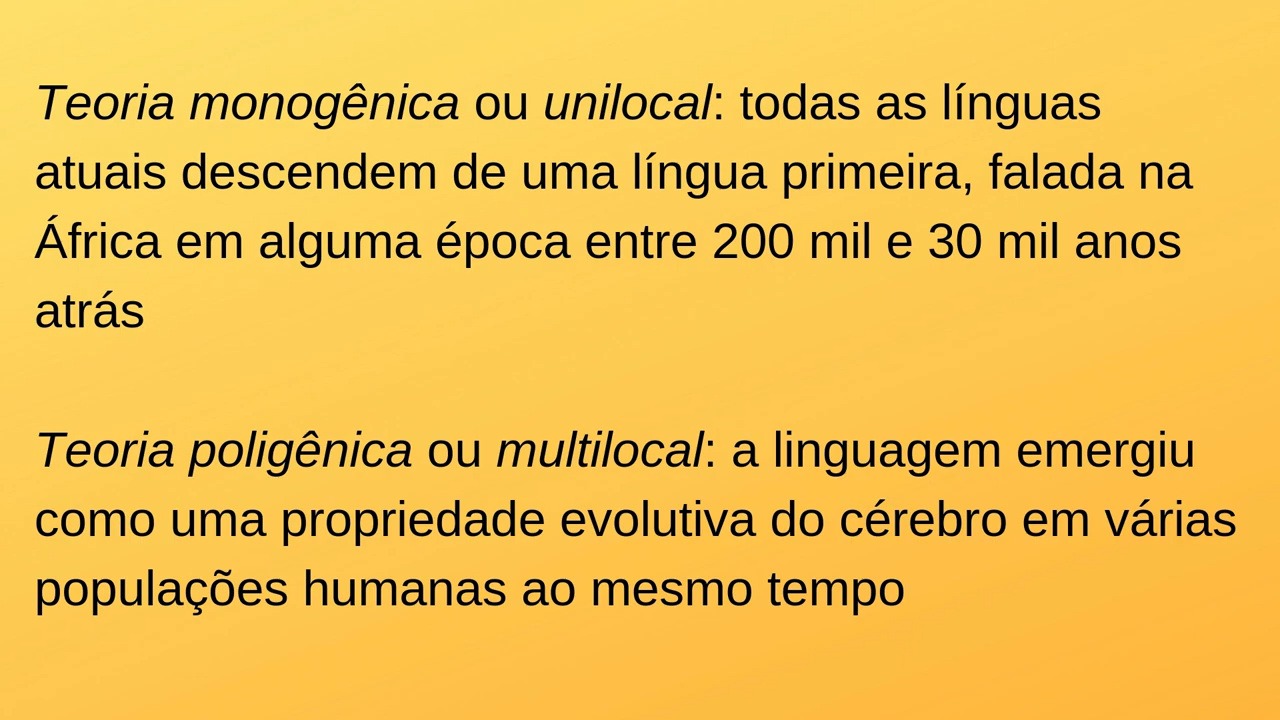 Teoria monogênica ou unilocal: todas as línguas
atuais descendem de uma língua primeira, falada na
África em alguma época entre 200 mil e 30 mil anos
atrás
Teoria poligênica ou multilocal: a linguagem emergiu
como uma propriedade evolutiva do cérebro em várias
populações humanas ao mesmo tempo